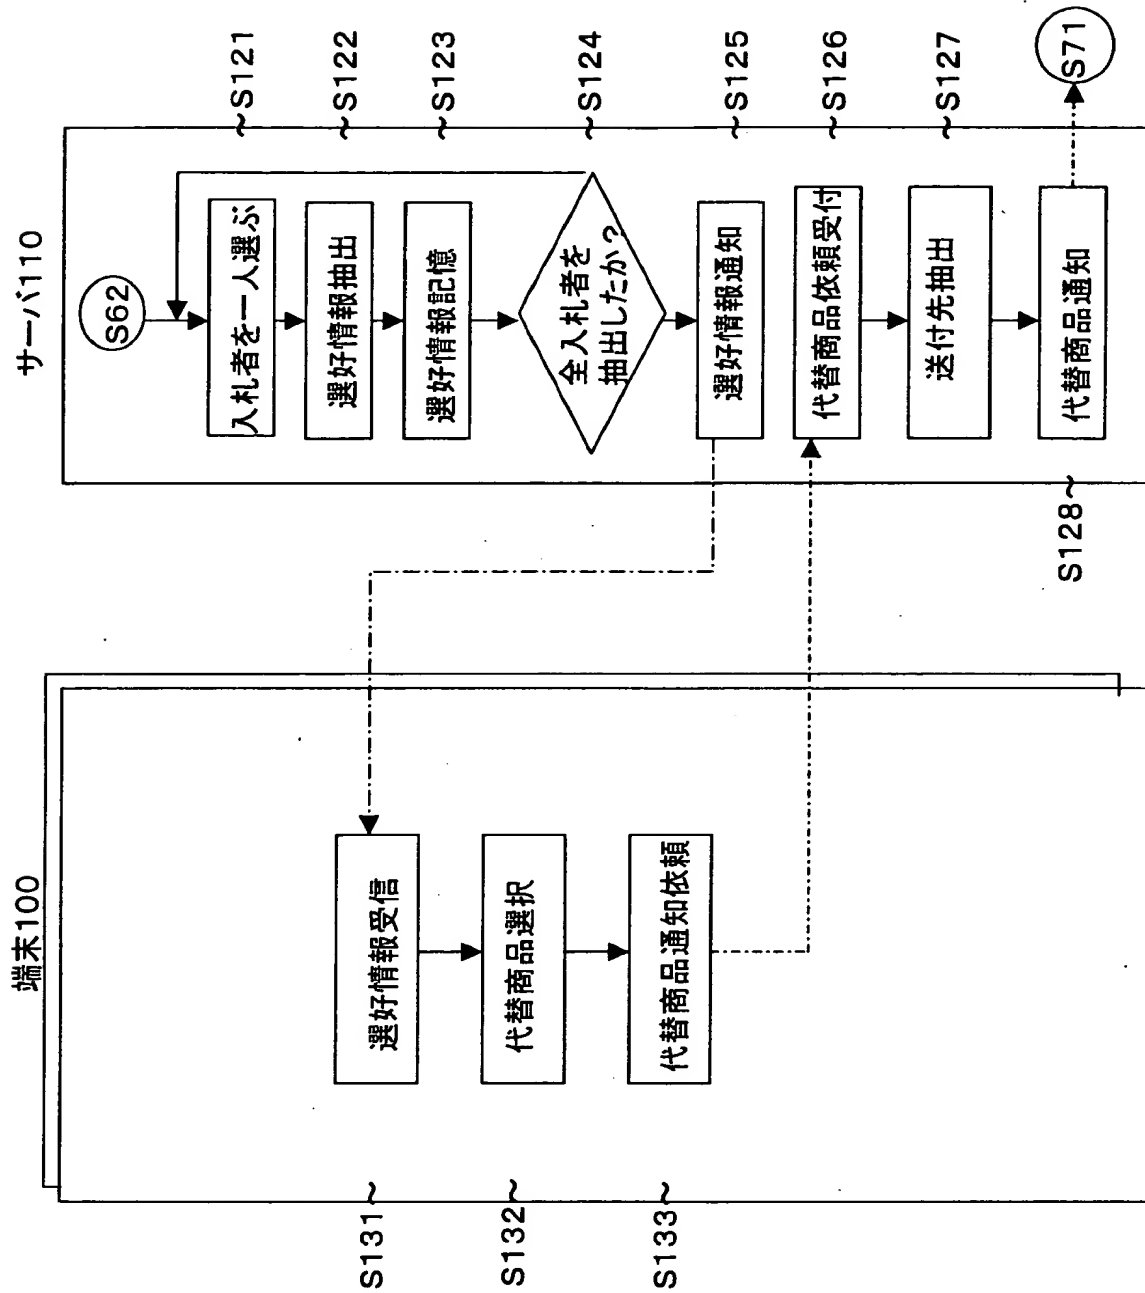 端末100
S131
選好情報受信
S132
代替商品選択
S133
代替商品通知依頼
サーバ110
S62
入札者を一人選ぶ
S121
選好情報抽出
S122
選好情報記憶
S123
全入札者を
抽出したか?
S124
選好情報通知
S125
代替商品依頼受付
S126
送付先抽出
S127
代替商品通知
S128
S71